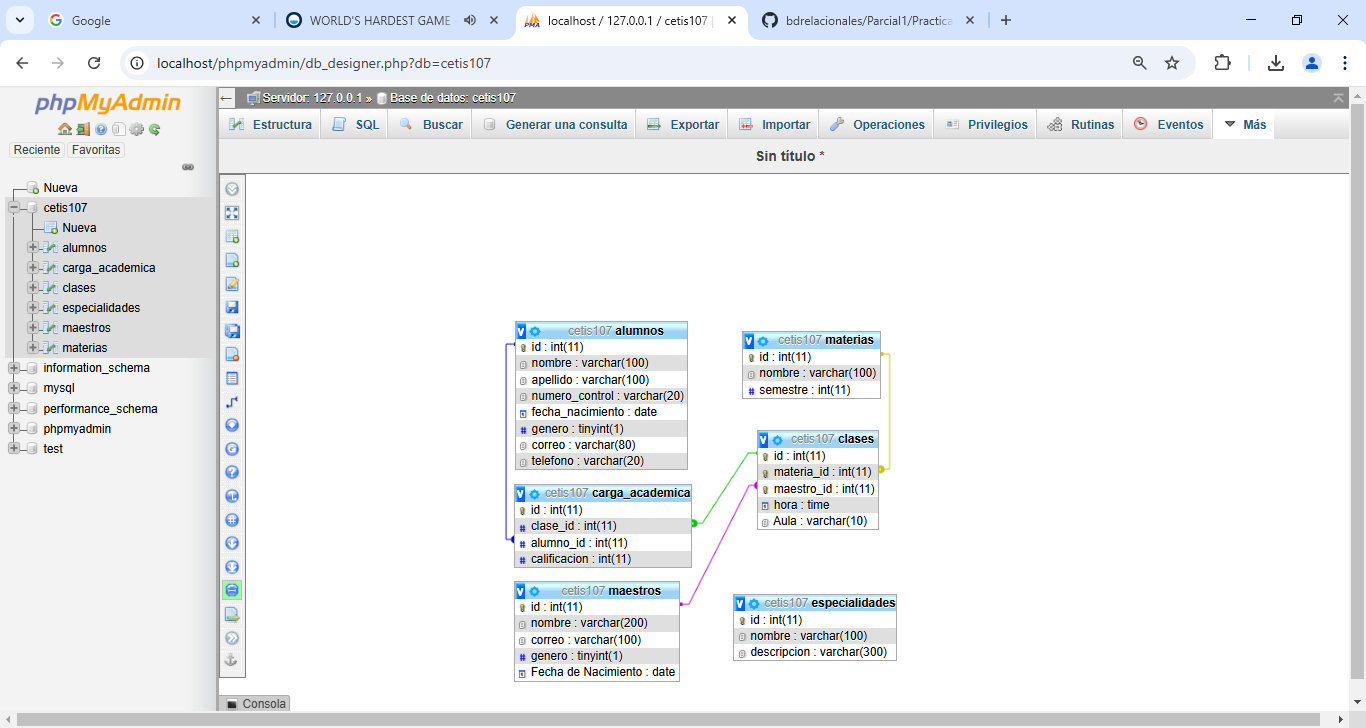 Google
WORLD'S HARDEST GAME
localhost / 127.0.0.1 / cetis107 |
bdrelacionales/Parcial1/Practica
localhost/phpmyadmin/db_designer.php?db=cetis107
phpMyAdmin
Reciente
Favoritas
Nueva
cetis107
Nueva
alumnos
carga_academica
clases
especialidades
maestros
materias
information_schema
mysql
performance_schema
phpmyadmin
test
Servidor: 127.0.0.1 » Base de datos: cetis107
Estructura
SQL
Buscar
Generar una consulta
Exportar
Importar
Operaciones
Privilegios
Rutinas
Eventos
Más
Sin título *
cetis107 alumnos
id : int(11)
nombre : varchar(100)
apellido : varchar(100)
numero_control : varchar(20)
fecha_nacimiento : date
genero : tinyint(1)
correo : varchar(80)
telefono : varchar(20)
cetis107 materias
id : int(11)
nombre : varchar(100)
semestre : int(11)
cetis107 clases
id : int(11)
materia_id : int(11)
maestro_id : int(11)
hora : time
Aula : varchar(10)
cetis107 carga_academica
id : int(11)
clase_id : int(11)
alumno_id : int(11)
calificacion : int(11)
cetis107 maestros
id : int(11)
nombre : varchar(200)
correo : varchar(100)
genero : tinyint(1)
Fecha de Nacimiento : date
cetis107 especialidades
id : int(11)
nombre : varchar(100)
descripcion : varchar(300)
Consola